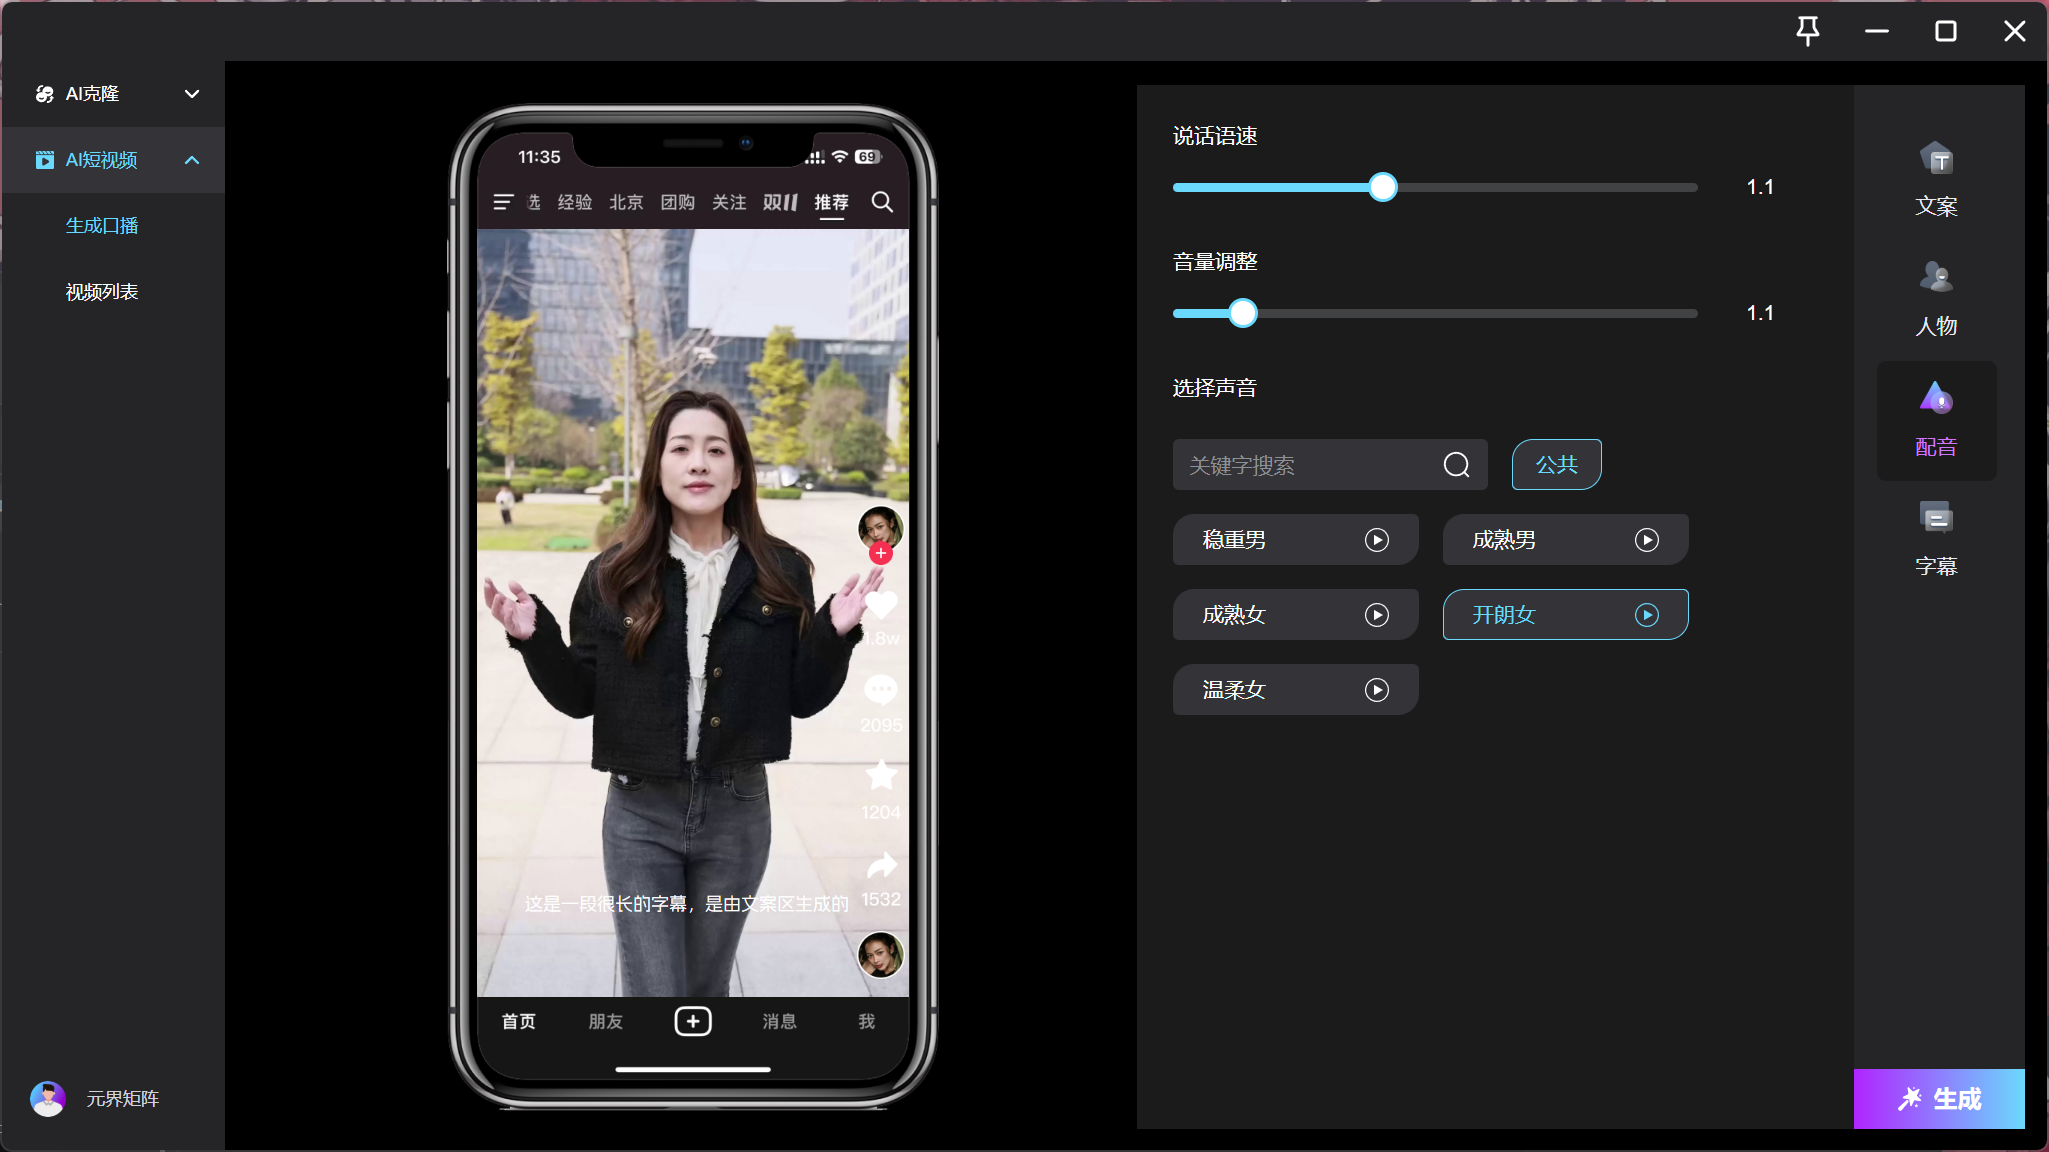 AI克隆
AI短视频
生成口播
视频列表
元界矩阵
11:35
69
选 经验 北京 团购 关注 双11 推荐
1.8w
2095
1204
1532
这是一段很长的字幕，是由文案区生成的
首页 朋友 消息 我
说话语速
1.1
音量调整
1.1
选择声音
关键字搜索
公共
稳重男
成熟男
成熟女
开朗女
温柔女
文案
人物
配音
字幕
生成